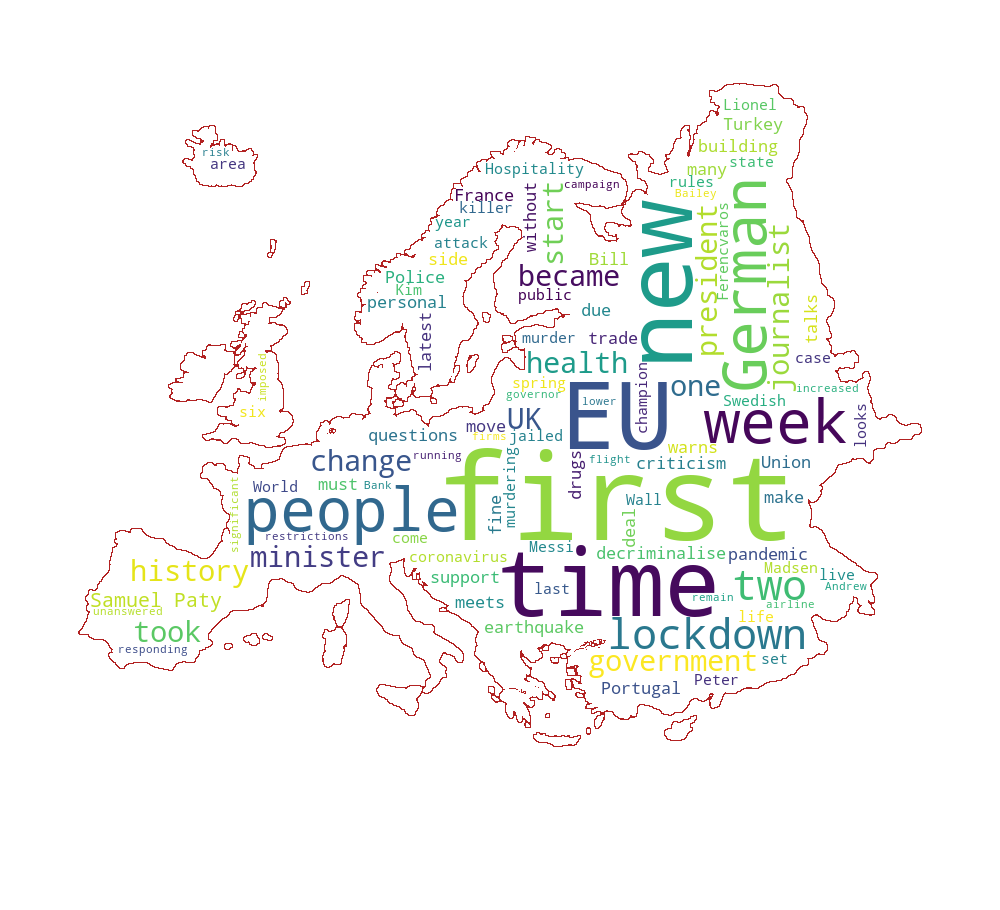 Lionel
Turkey
building
many
state
rules
Bailey
risk
area
Hospitality
France
campaign
killer
year
without
start
attack
side
Police
Kim
personal
latest
Bill
became
public
due
new
president
Ferencvaros
German
journalist
talks
murder
trade
case
health
spring
governor
lower
champion
one
Swedish
increased
imposed
six
EU
UK
move
firms
jailed
week
looks
questions
running
warns
change
World
must
Bank
murdering
fine
drugs
flight
criticism
Union
first
Wall
make
deal
significant
people
restrictions
come
Messi
decriminalise
pandemic
minister
coronavirus
Madsen
live
Andrew
history
support
time
last
remain
two
airline
Samuel Paty
unanswered
meets
life
took
earthquake
lockdown
responding
government
set
Portugal
Peter